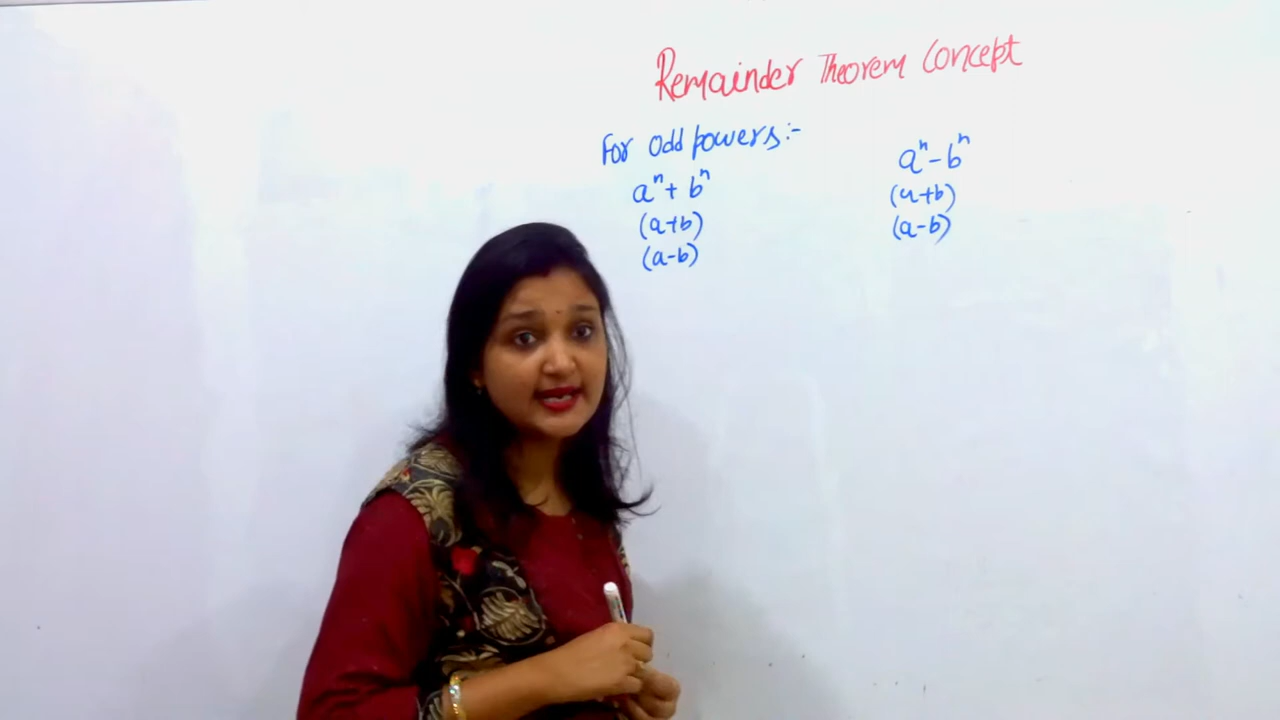 Remainder Theorem Concept
For odd powers:-
aⁿ + bⁿ
(a+b)
(a-b)
aⁿ - bⁿ
(a+b)
(a-b)